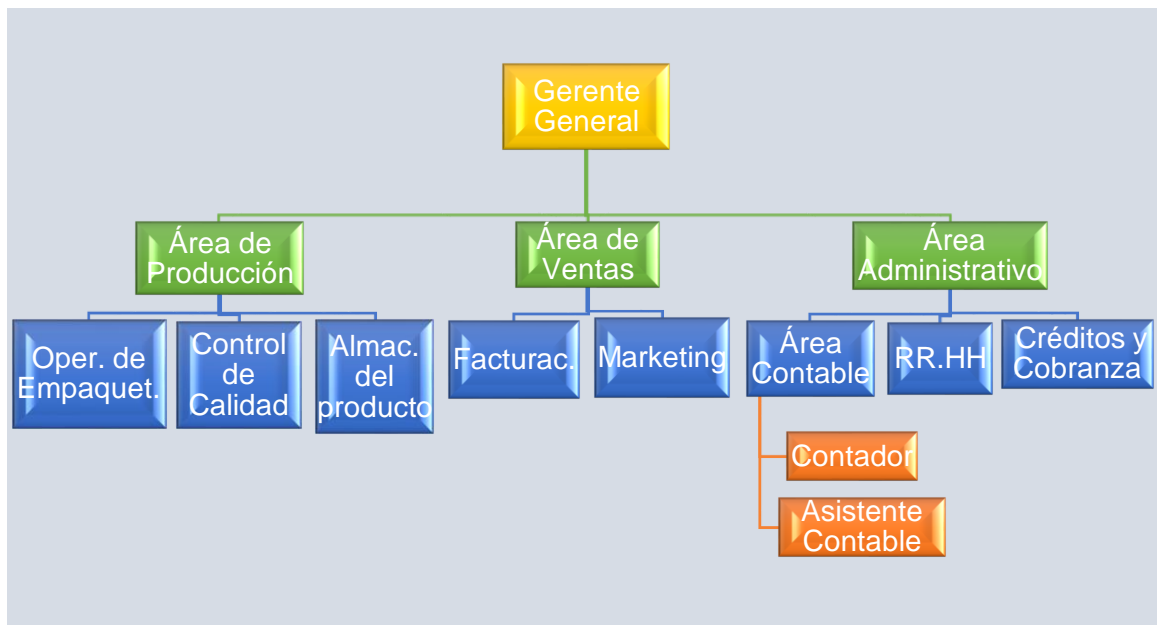 Gerente
General
Área de
Producción
Área de
Ventas
Área
Administrativo
Oper. de
Empaquet.
Control
de
Calidad
Almac.
del
producto
Facturac.
Marketing
Área
Contable
RR.HH
Créditos y
Cobranza
Contador
Asistente
Contable